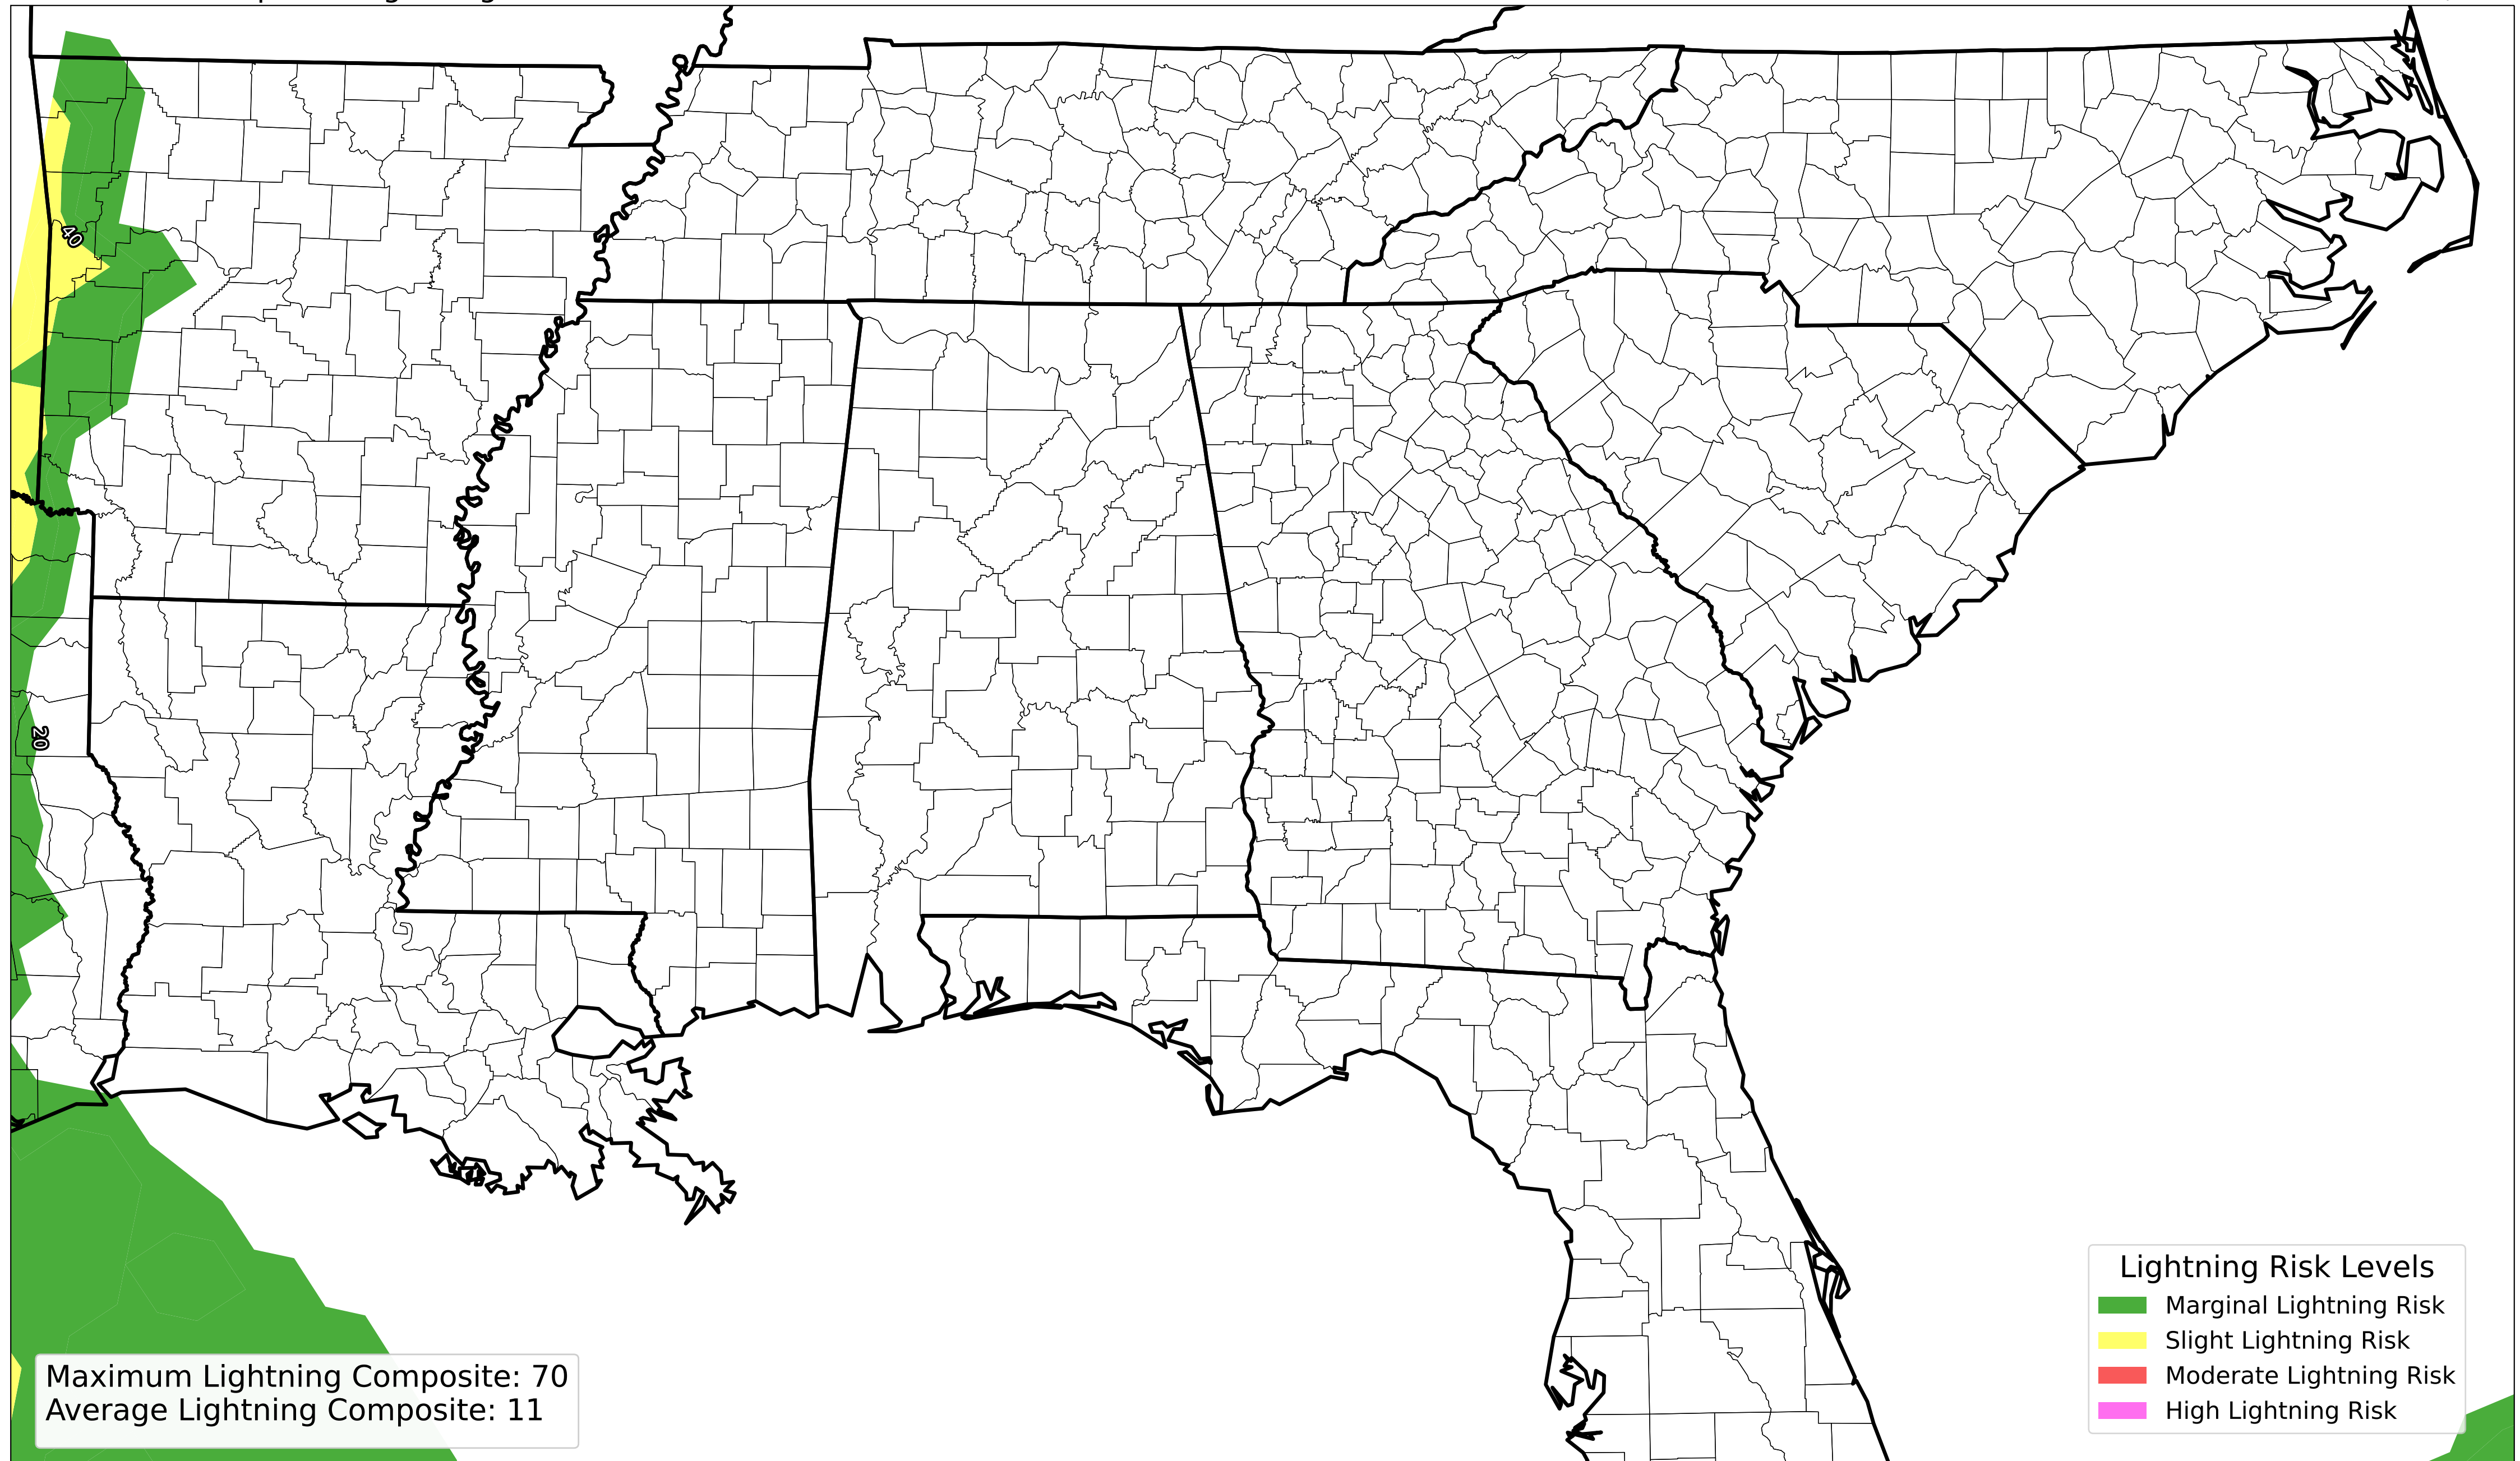 40
20
Lightning Risk Levels
Marginal Lightning Risk
Slight Lightning Risk
Moderate Lightning Risk
High Lightning Risk
Maximum Lightning Composite: 70
Average Lightning Composite: 11